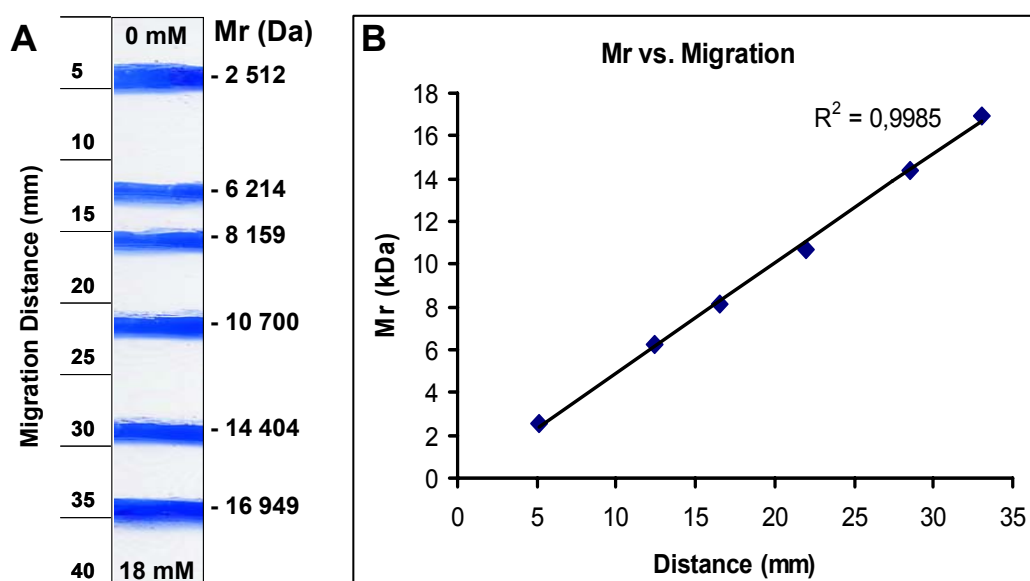 A
0 mM
Mr (Da)
Migration Distance (mm)
5
10
15
20
25
30
35
40
- 2 512
- 6 214
- 8 159
- 10 700
- 14 404
- 16 949
18 mM
B
Mr vs. Migration
R² = 0,9985
Mr (kDa)
18
16
14
12
10
8
6
4
2
0
0 5 10 15 20 25 30 35
Distance (mm)